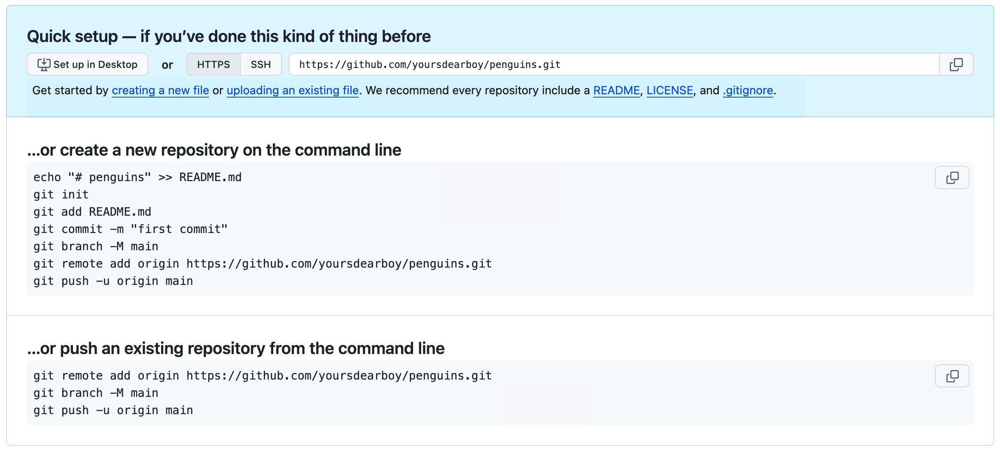 Quick setup — if you’ve done this kind of thing before
Set up in Desktop or HTTPS SSH https://github.com/yoursdearboy/penguins.git
Get started by creating a new file or uploading an existing file. We recommend every repository include a README, LICENSE, and .gitignore.
…or create a new repository on the command line
echo "# penguins" >> README.md
git init
git add README.md
git commit -m "first commit"
git branch -M main
git remote add origin https://github.com/yoursdearboy/penguins.git
git push -u origin main
…or push an existing repository from the command line
git remote add origin https://github.com/yoursdearboy/penguins.git
git branch -M main
git push -u origin main